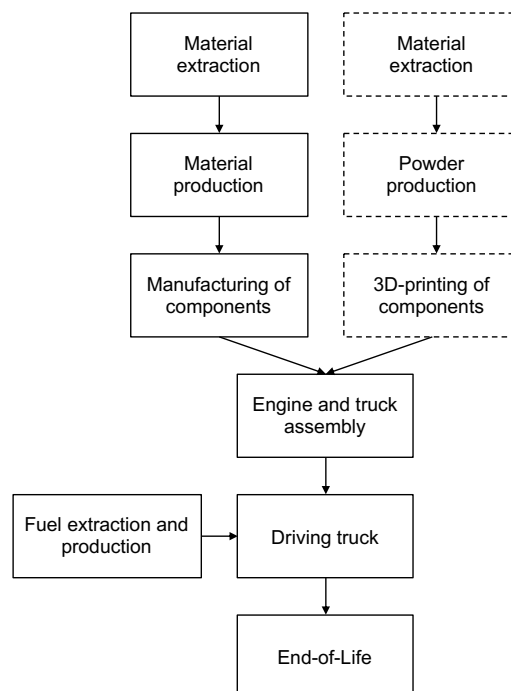 Material
extraction
Material
extraction
Material
production
Powder
production
Manufacturing of
components
3D-printing of
components
Engine and truck
assembly
Fuel extraction and
production
Driving truck
End-of-Life